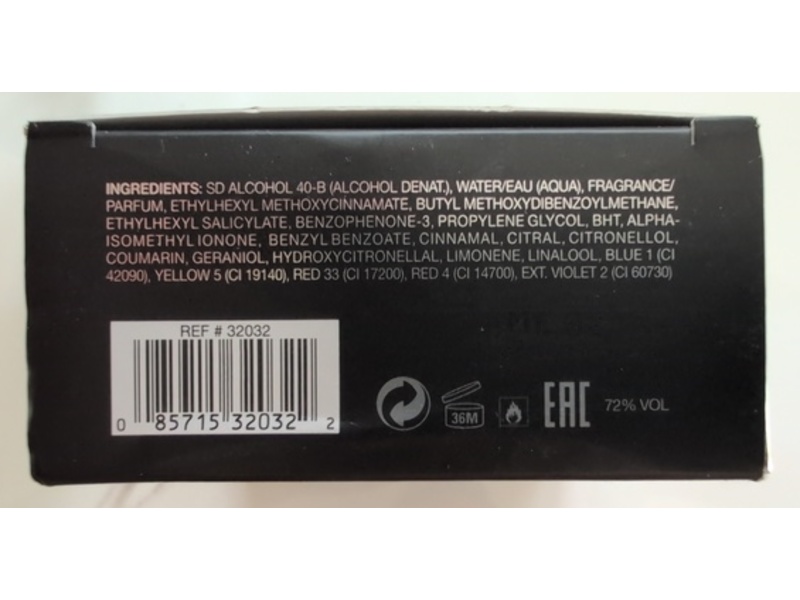 INGREDIENTS: SD ALCOHOL 40-B (ALCOHOL DENAT.), WATER/EAU (AQUA), FRAGRANCE/
PARFUM, ETHYLHEXYL METHOXYCINNAMATE, BUTYL METHOXYDIBENZOYLMETHANE,
ETHYLHEXYL SALICYLATE, BENZOPHENONE-3, PROPYLENE GLYCOL, BHT, ALPHA-
ISOMETHYL IONONE, BENZYL BENZOATE, CINNAMAL, CITRAL, CITRONELLOL,
COUMARIN, GERANIOL, HYDROXYCITRONELLAL, LIMONENE, LINALOOL, BLUE 1 (CI
42090), YELLOW 5 (CI 19140), RED 33 (CI 17200), RED 4 (CI 14700), EXT. VIOLET 2 (CI 60730)
REF # 32032
0 85715 32032 2
36M
EAC
72% VOL